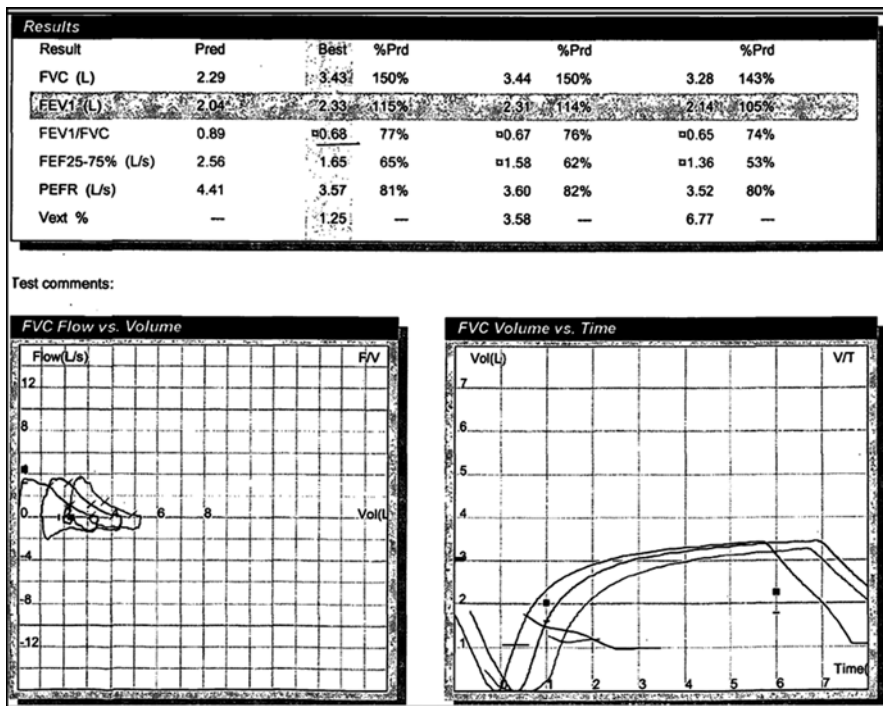 Results
Result Pred Best %Prd %Prd %Prd
FVC (L) 2.29 3.43 150% 3.44 150% 3.28 143%
FEV1 (L) 2.04 2.33 115% 2.31 114% 2.14 105%
FEV1/FVC 0.89 ¤0.68 77% ¤0.67 76% ¤0.65 74%
FEF25-75% (L/s) 2.56 1.65 65% ¤1.58 62% ¤1.36 53%
PEFR (L/s) 4.41 3.57 81% 3.60 82% 3.52 80%
Vext % --- 1.25 --- 3.58 --- 6.77 ---
Test comments:
FVC Flow vs. Volume
Flow(L/s) F/V
12
8
4
0 6 8 Vol(L
-4
-8
-12
FVC Volume vs. Time
Vol(L) V/T
7
6
5
4
3
2
1
Time(
0 1 2 3 4 5 6 7